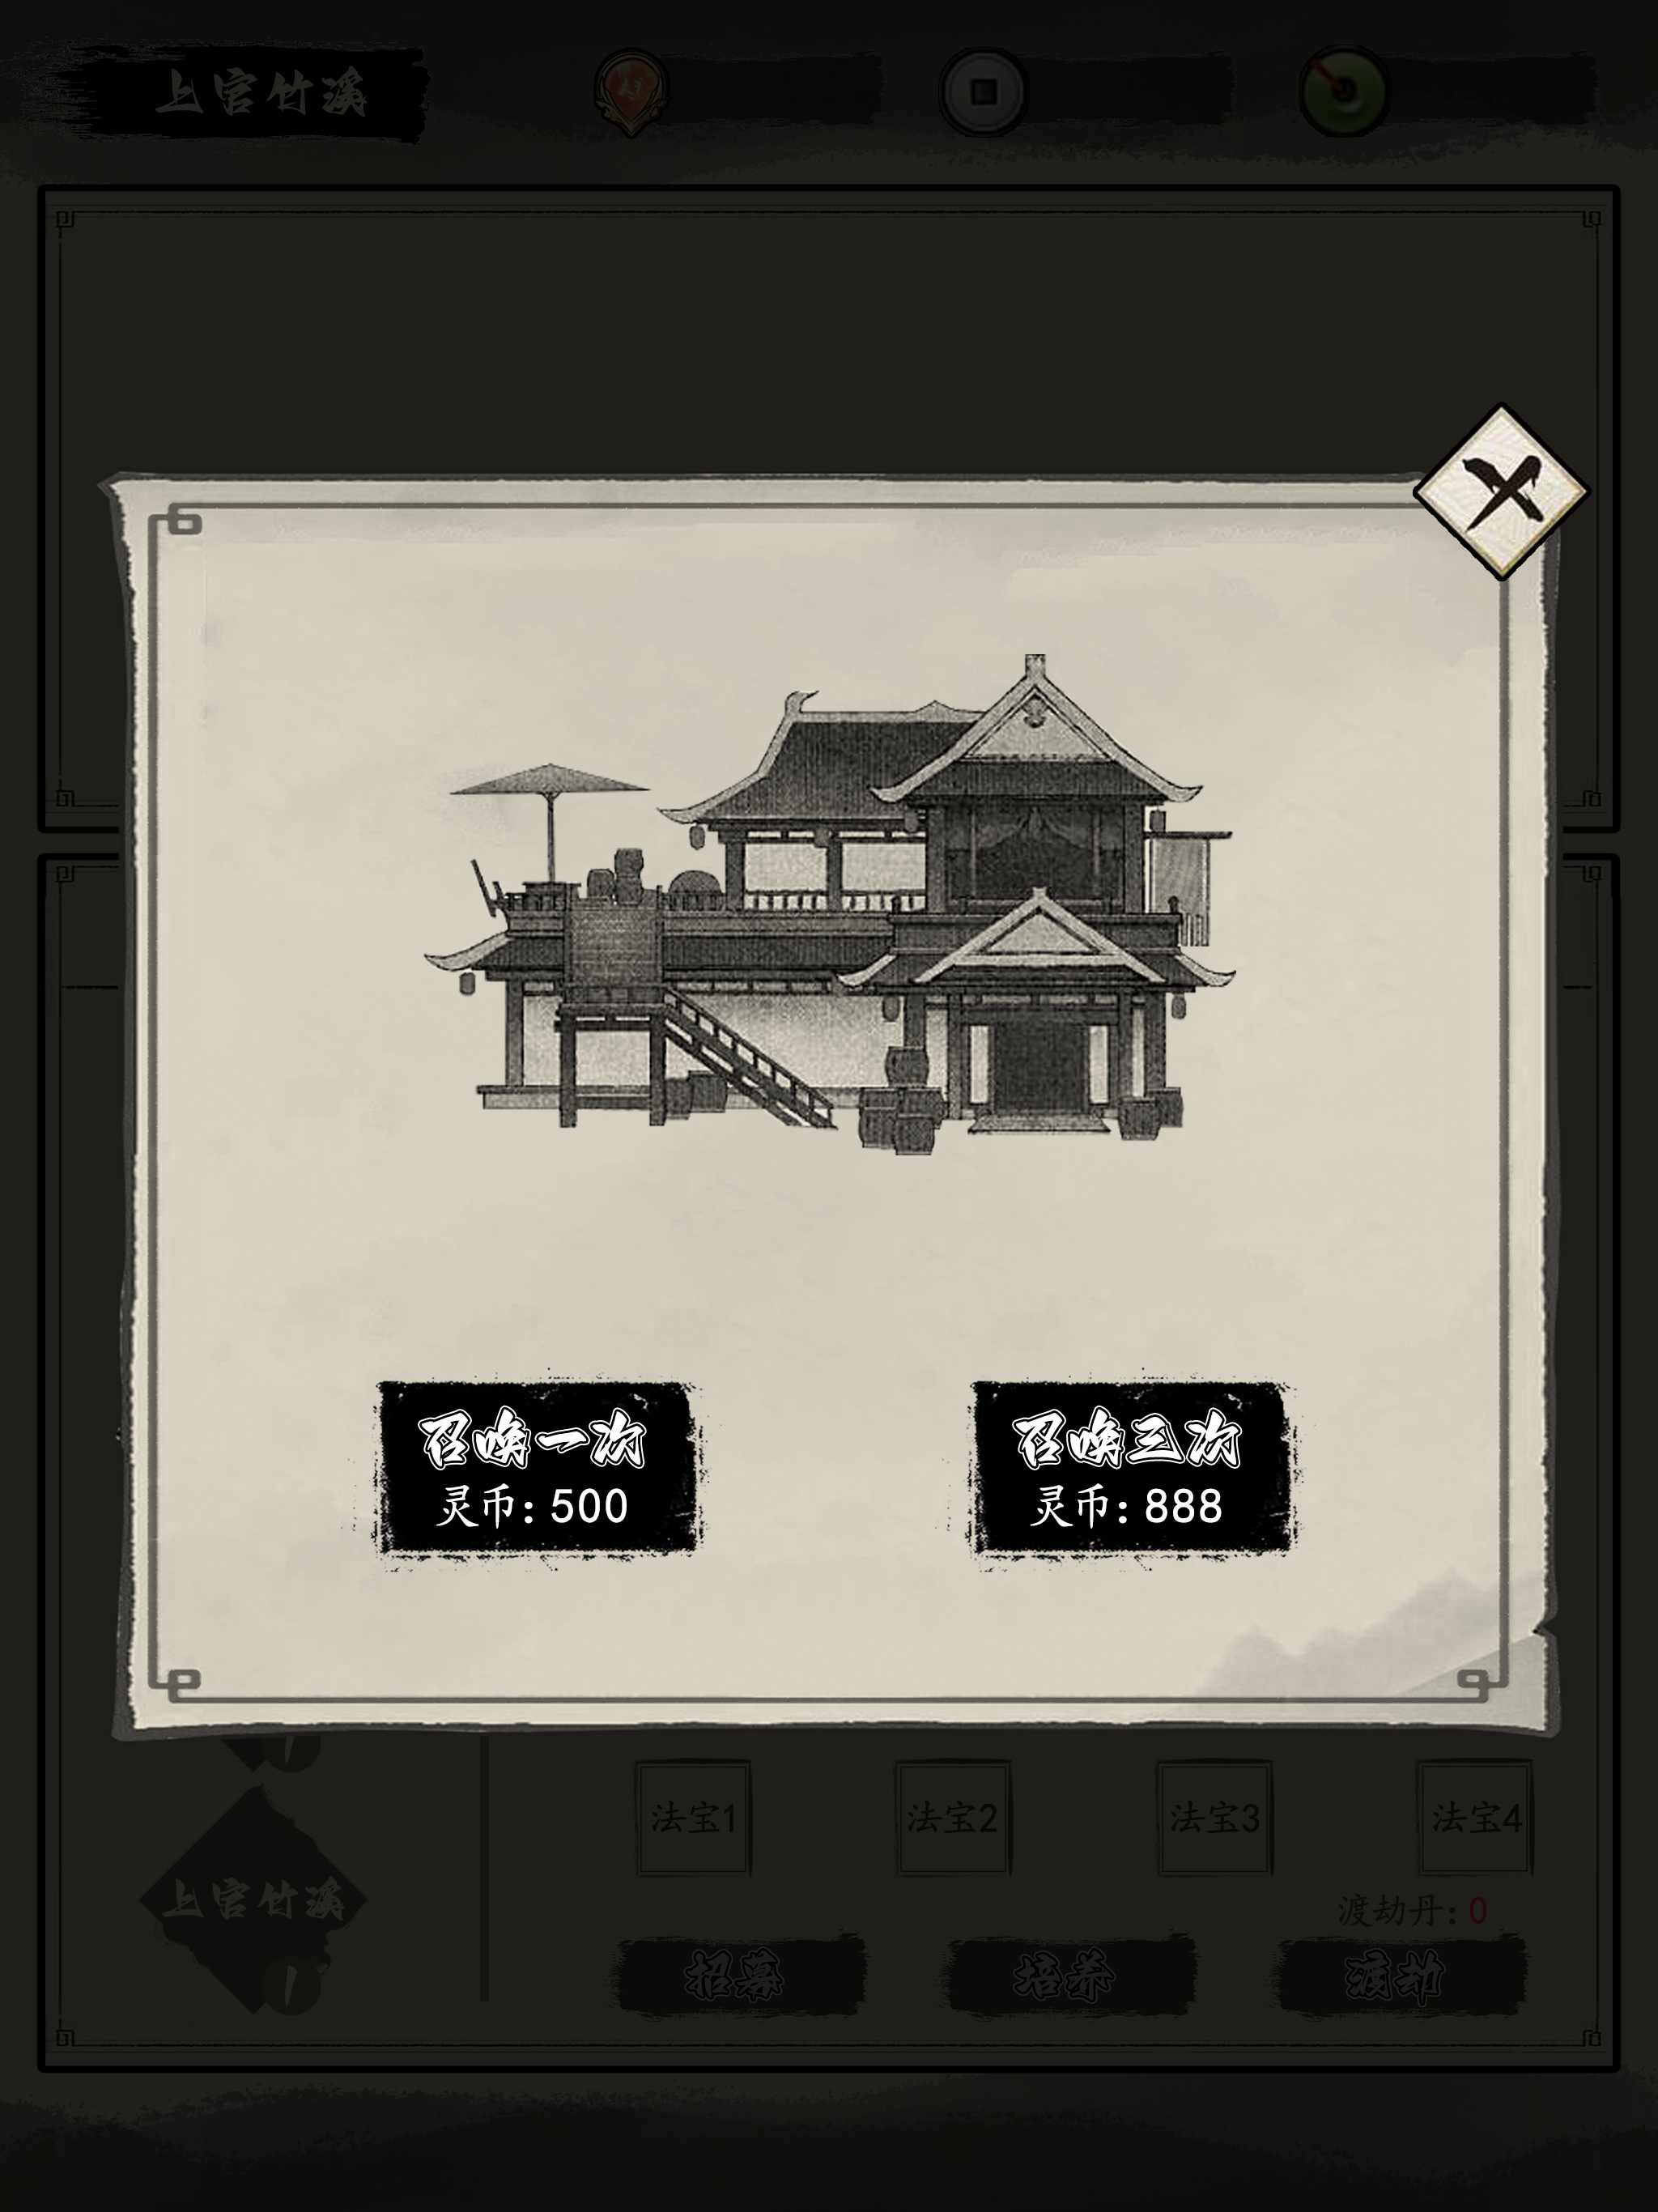 上官竹溪
召唤一次
灵币: 500
召唤三次
灵币: 888
法宝1
法宝2
法宝3
法宝4
上官竹溪
渡劫丹: 0
招募
培养
渡劫